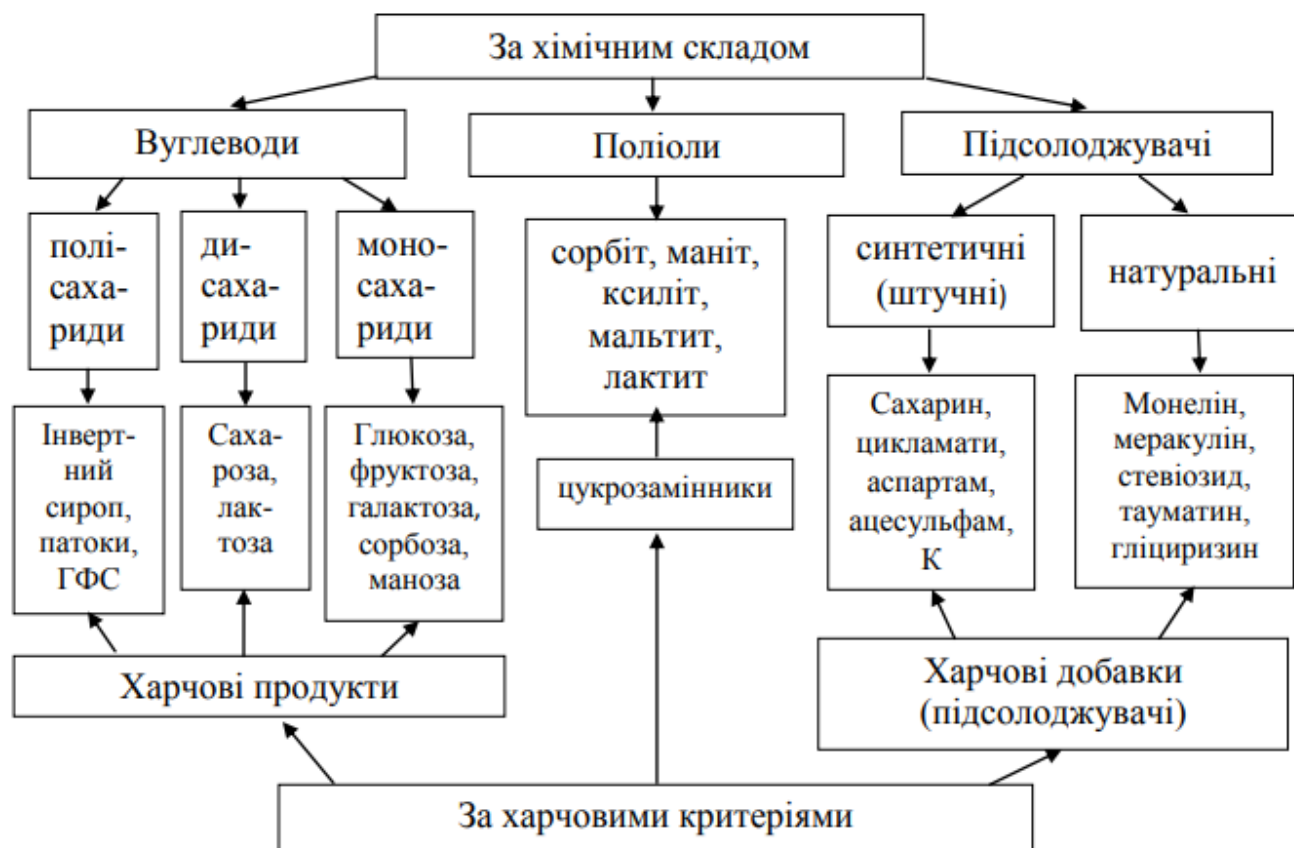 За хімічним складом
Вуглеводи
Поліоли
Підсолоджувачі
полі-
саха-
риди
ди-
саха-
риди
моно-
саха-
риди
сорбіт, маніт,
ксиліт,
мальтит,
лактит
синтетичні
(штучні)
натуральні
Інверт-
ний
сироп,
патоки,
ГФС
Саха-
роза,
лак-
тоза
Глюкоза,
фруктоза,
галактоза,
сорбоза,
маноза
цукрозамінники
Сахарин,
цикламати,
аспартам,
ацесульфам,
К
Монелін,
меракулін,
стевіозид,
тауматин,
гліциризин
Харчові продукти
Харчові добавки
(підсолоджувачі)
За харчовими критеріями